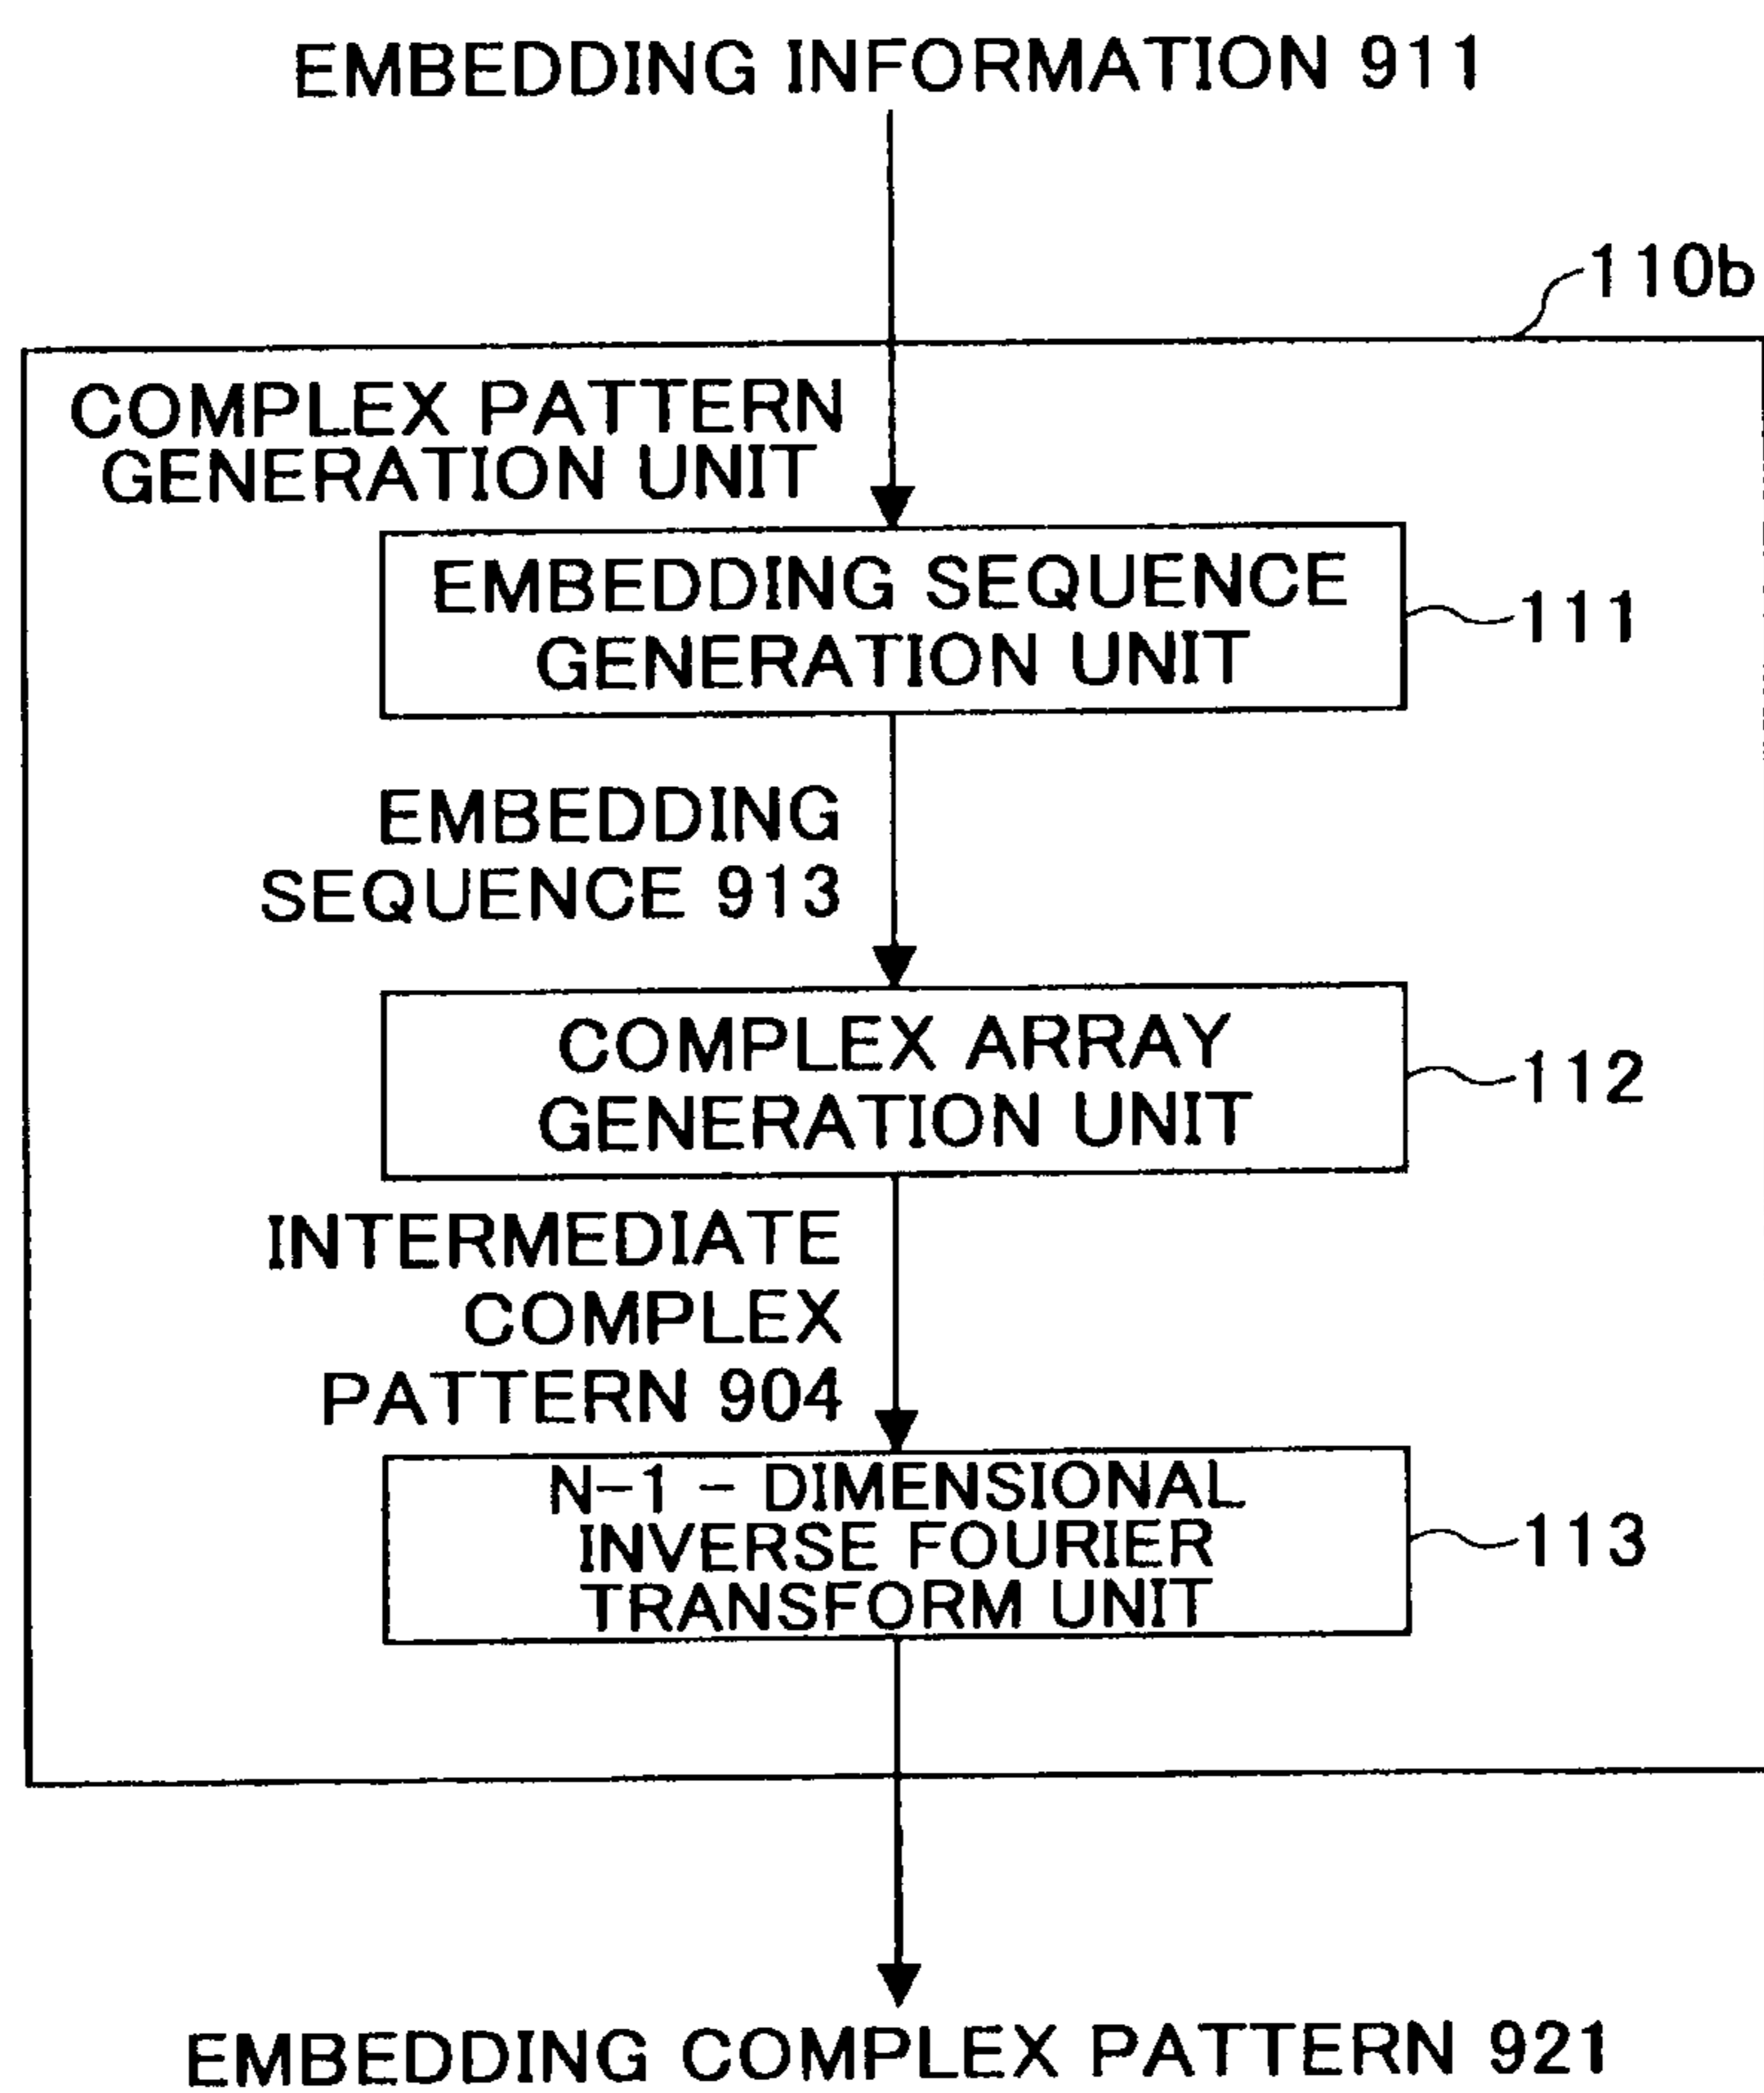 EMBEDDING INFORMATION 911
110b
COMPLEX PATTERN
GENERATION UNIT
EMBEDDING SEQUENCE
GENERATION UNIT
111
EMBEDDING
SEQUENCE 913
COMPLEX ARRAY
GENERATION UNIT
112
INTERMEDIATE
COMPLEX
PATTERN 904
N-1 - DIMENSIONAL
INVERSE FOURIER
TRANSFORM UNIT
113
EMBEDDING COMPLEX PATTERN 921